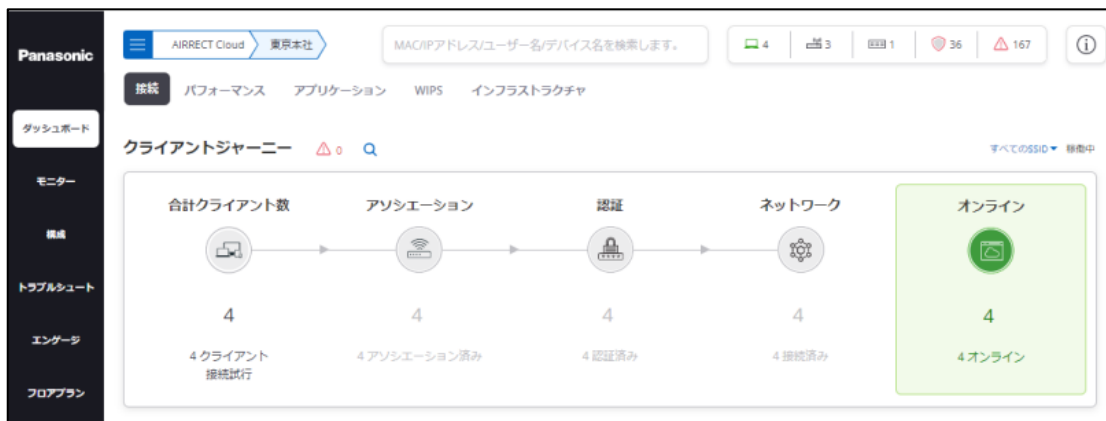 Panasonic
AIRRECT Cloud 東京本社
MAC/IPアドレス/ユーザー名/デバイス名を検索します。
4 3 1 36 167
接続 パフォーマンス アプリケーション WIPS インフラストラクチャ
ダッシュボード
モニター
構成
トラブルシュート
エンゲージ
フロアプラン
クライアントジャーニー 0
すべてのSSID 稼働中
合計クライアント数 アソシエーション 認証 ネットワーク オンライン
4 4 4 4 4
4 クライアント 4 アソシエーション済み 4 認証済み 4 接続済み 4 オンライン
接続試行